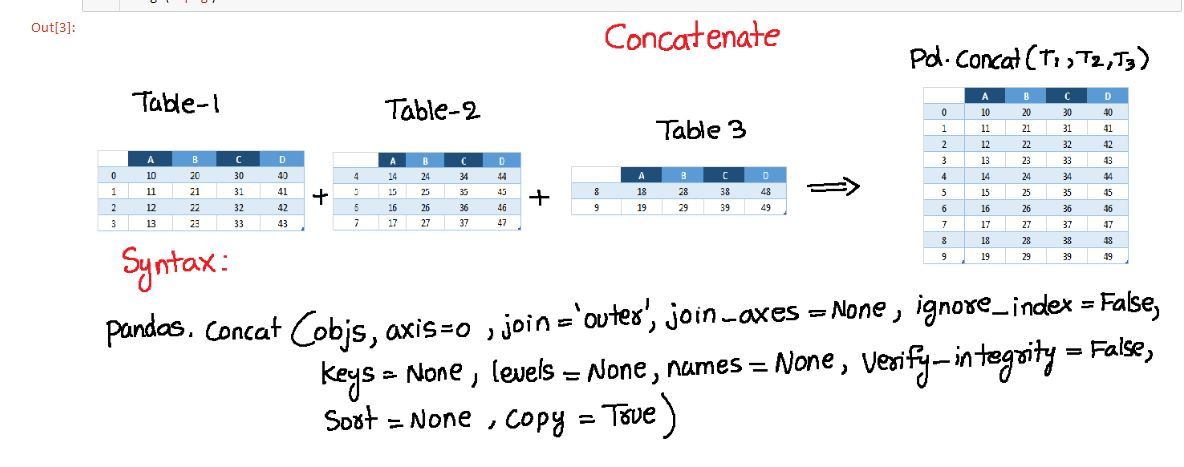 Out[3]:
Concatenate
Pd. Concat (T1, T2, T3)
Table-1
Table-2
Table 3
A B C D
0 10 20 30 40
1 11 21 31 41
2 12 22 32 42
3 13 23 33 43
+
A B C D
4 14 24 34 44
15 25 35 45
6 16 26 36 46
7 17 27 37 47
+
A B C D
8 18 28 38 48
9 19 29 39 49
⇒
A B C D
0 10 20 30 40
1 11 21 31 41
2 12 22 32 42
3 13 23 33 43
4 14 24 34 44
5 15 25 35 45
6 16 26 36 46
7 17 27 37 47
8 18 28 38 48
9 19 29 39 49
Syntax:
Pandas. Concat (objs, axis=0, join='outer', join_axes = None, ignore_index = False,
keys = None, levels = None, names = None, Verify_integrity = False,
Sort = None, copy = True)